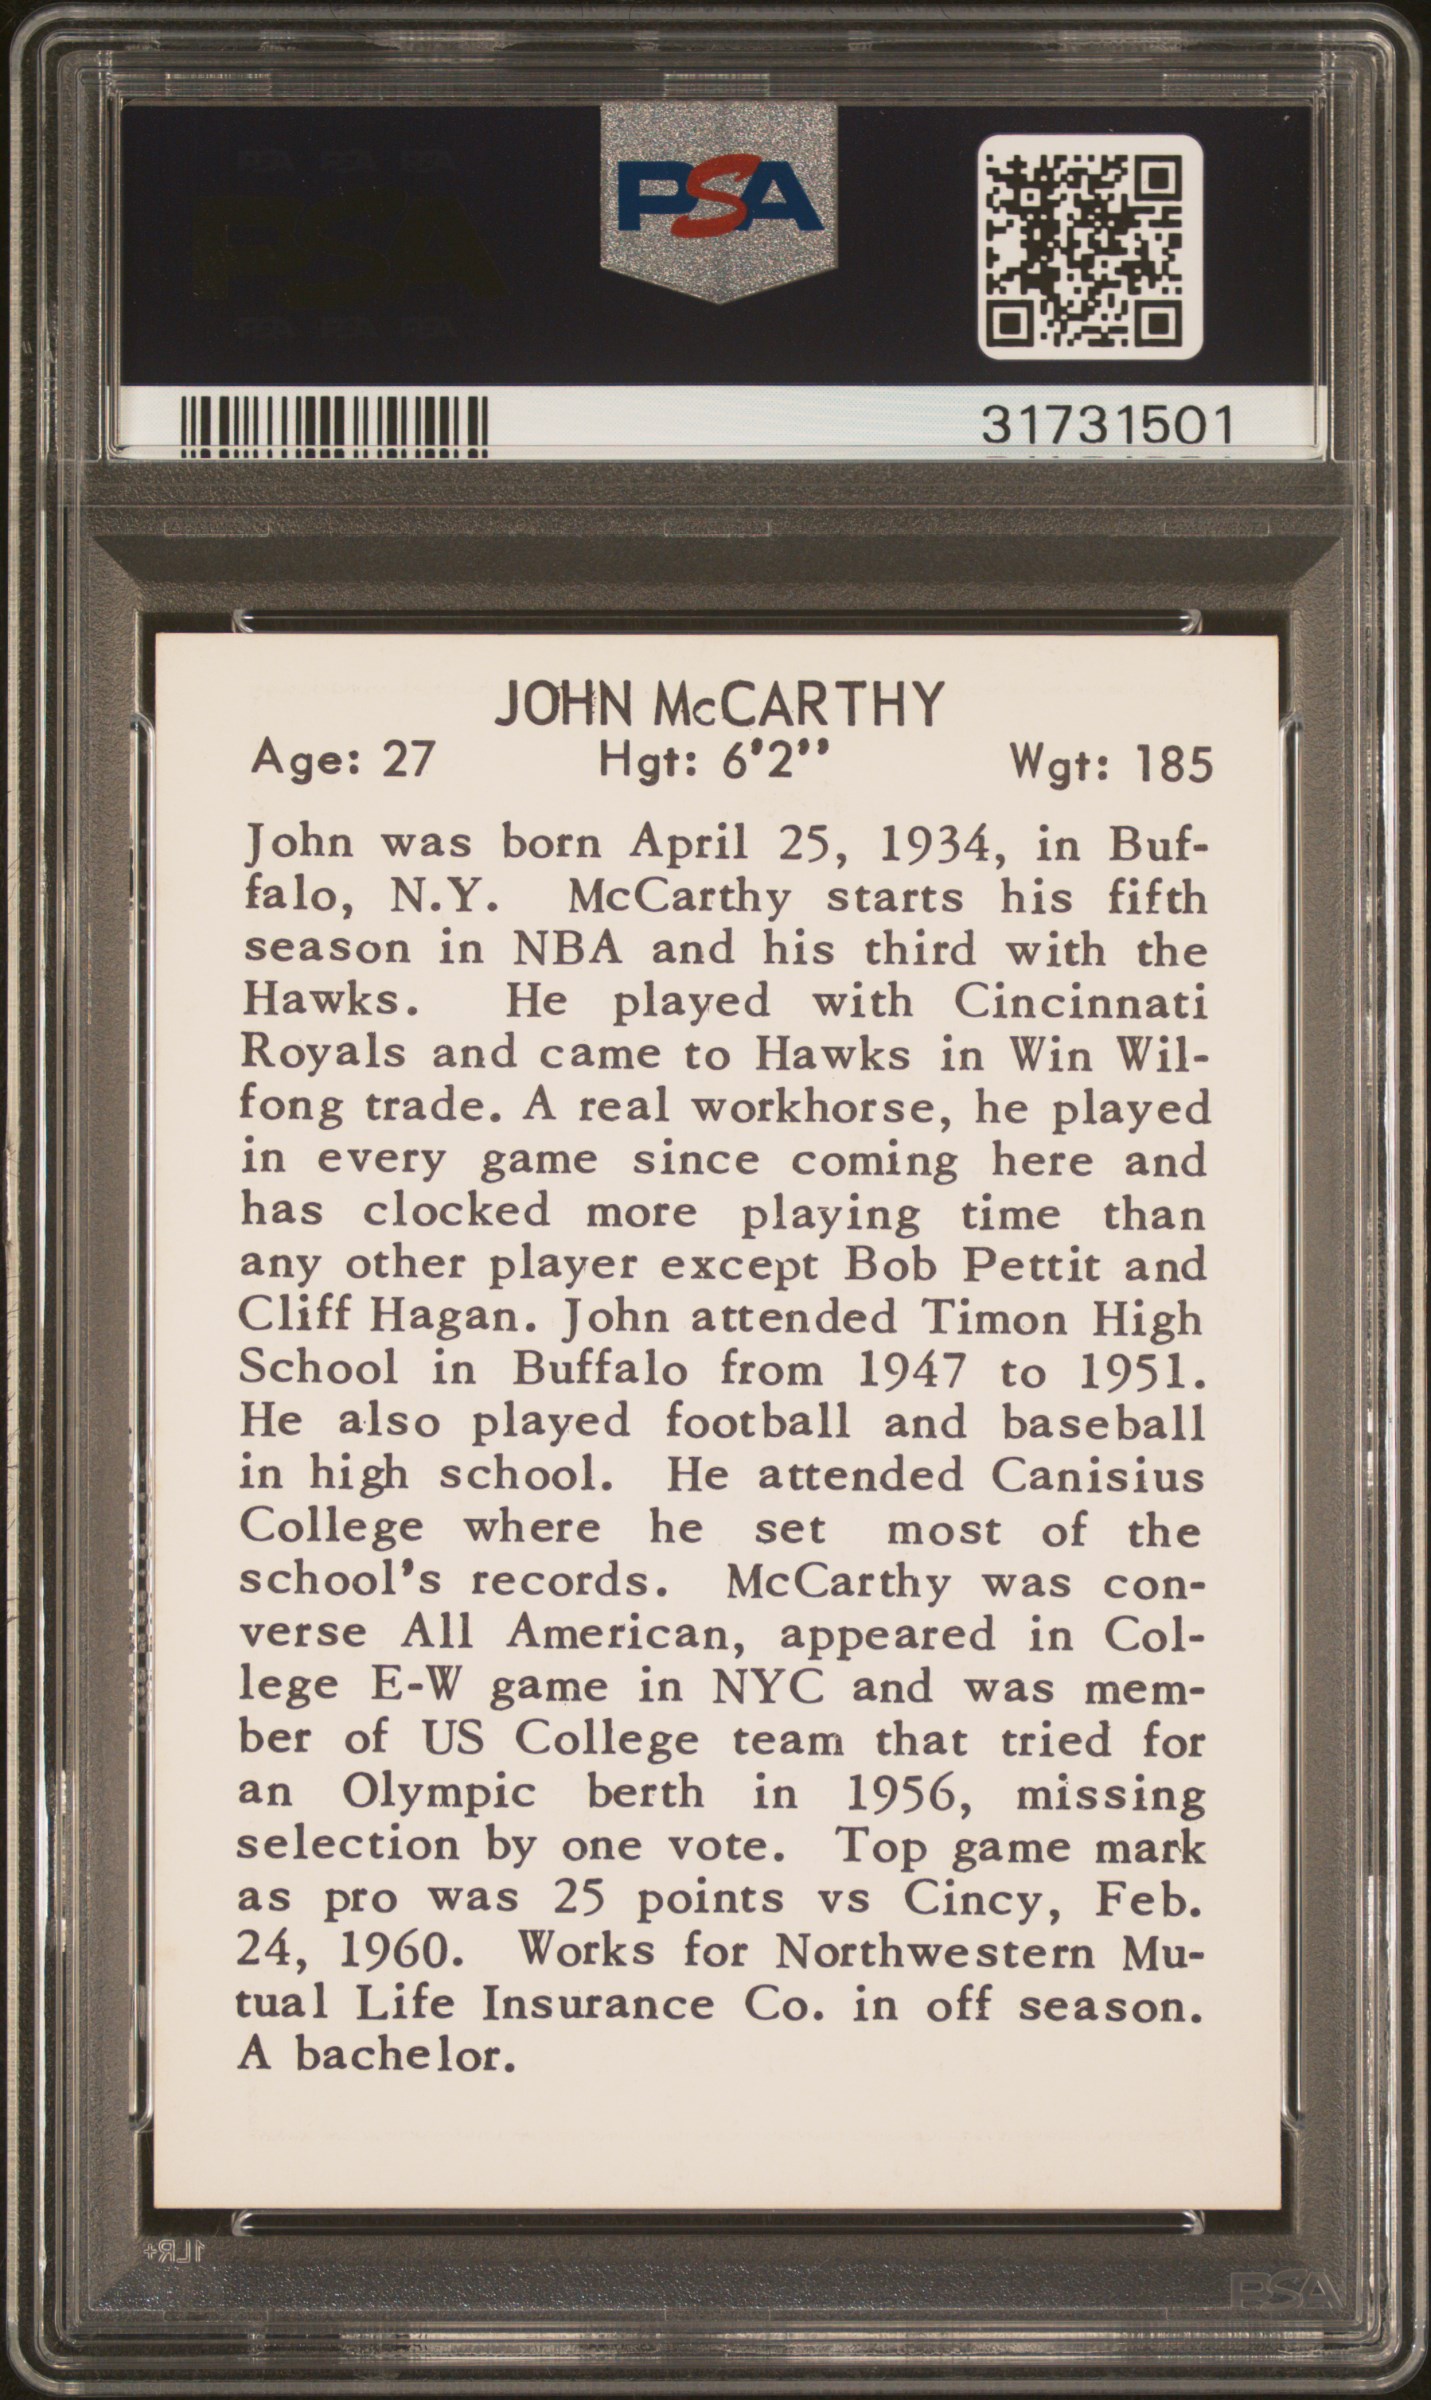 PSA
31731501
JOHN McCARTHY
Age: 27 Hgt: 6'2'' Wgt: 185
John was born April 25, 1934, in Buf-
falo, N.Y. McCarthy starts his fifth
season in NBA and his third with the
Hawks. He played with Cincinnati
Royals and came to Hawks in Win Wil-
fong trade. A real workhorse, he played
in every game since coming here and
has clocked more playing time than
any other player except Bob Pettit and
Cliff Hagan. John attended Timon High
School in Buffalo from 1947 to 1951.
He also played football and baseball
in high school. He attended Canisius
College where he set most of the
school's records. McCarthy was con-
verse All American, appeared in Col-
lege E-W game in NYC and was mem-
ber of US College team that tried for
an Olympic berth in 1956, missing
selection by one vote. Top game mark
as pro was 25 points vs Cincy, Feb.
24, 1960. Works for Northwestern Mu-
tual Life Insurance Co. in off season.
A bachelor.
1LR+
PSA